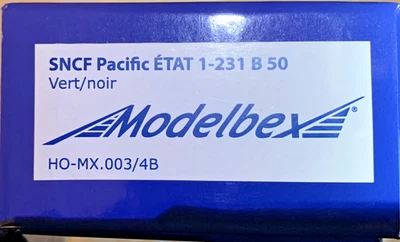 SNCF Pacific ÉTAT 1-231 B 50
Vert/noir
Modelbex®
HO-MX.003/4B